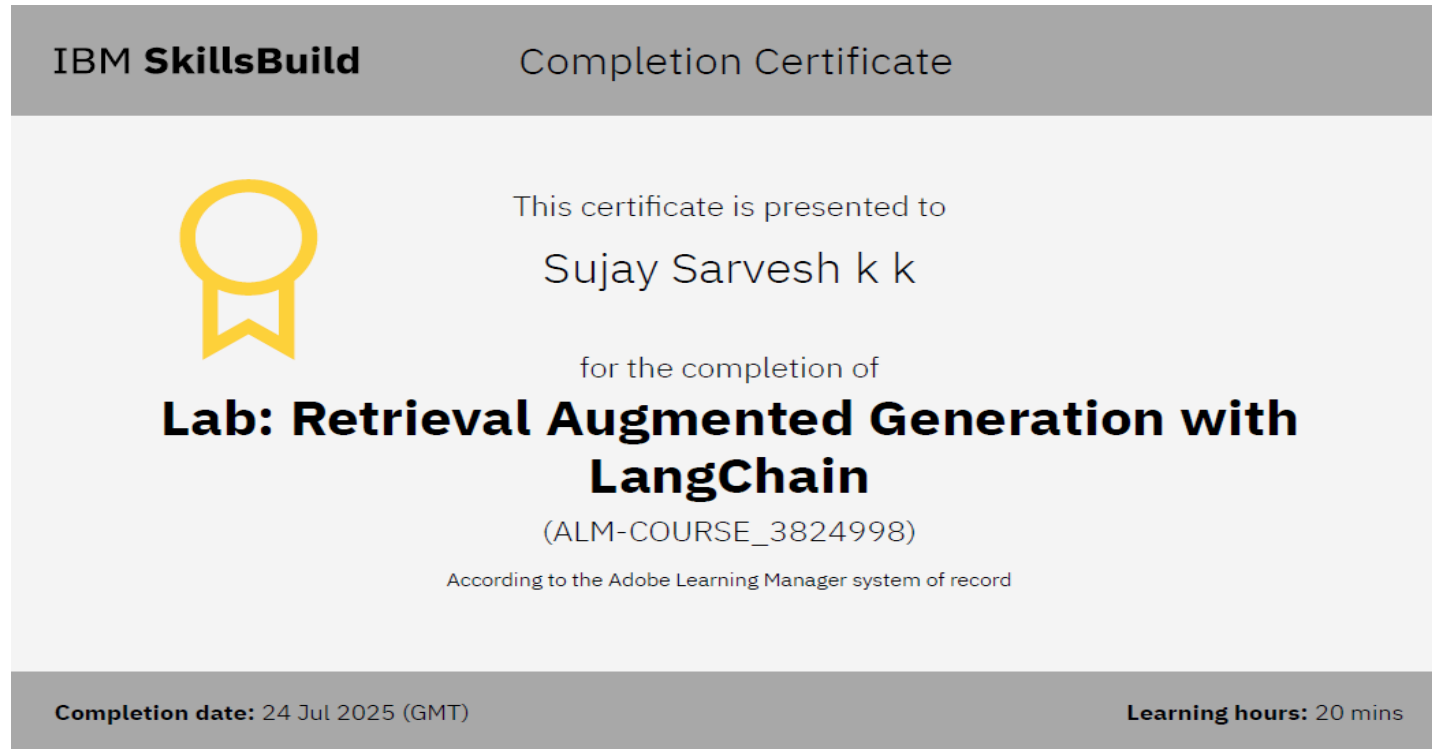 IBM SkillsBuild
Completion Certificate
This certificate is presented to
Sujay Sarvesh k k
for the completion of
Lab: Retrieval Augmented Generation with
LangChain
(ALM-COURSE_3824998)
According to the Adobe Learning Manager system of record
Completion date: 24 Jul 2025 (GMT)
Learning hours: 20 mins